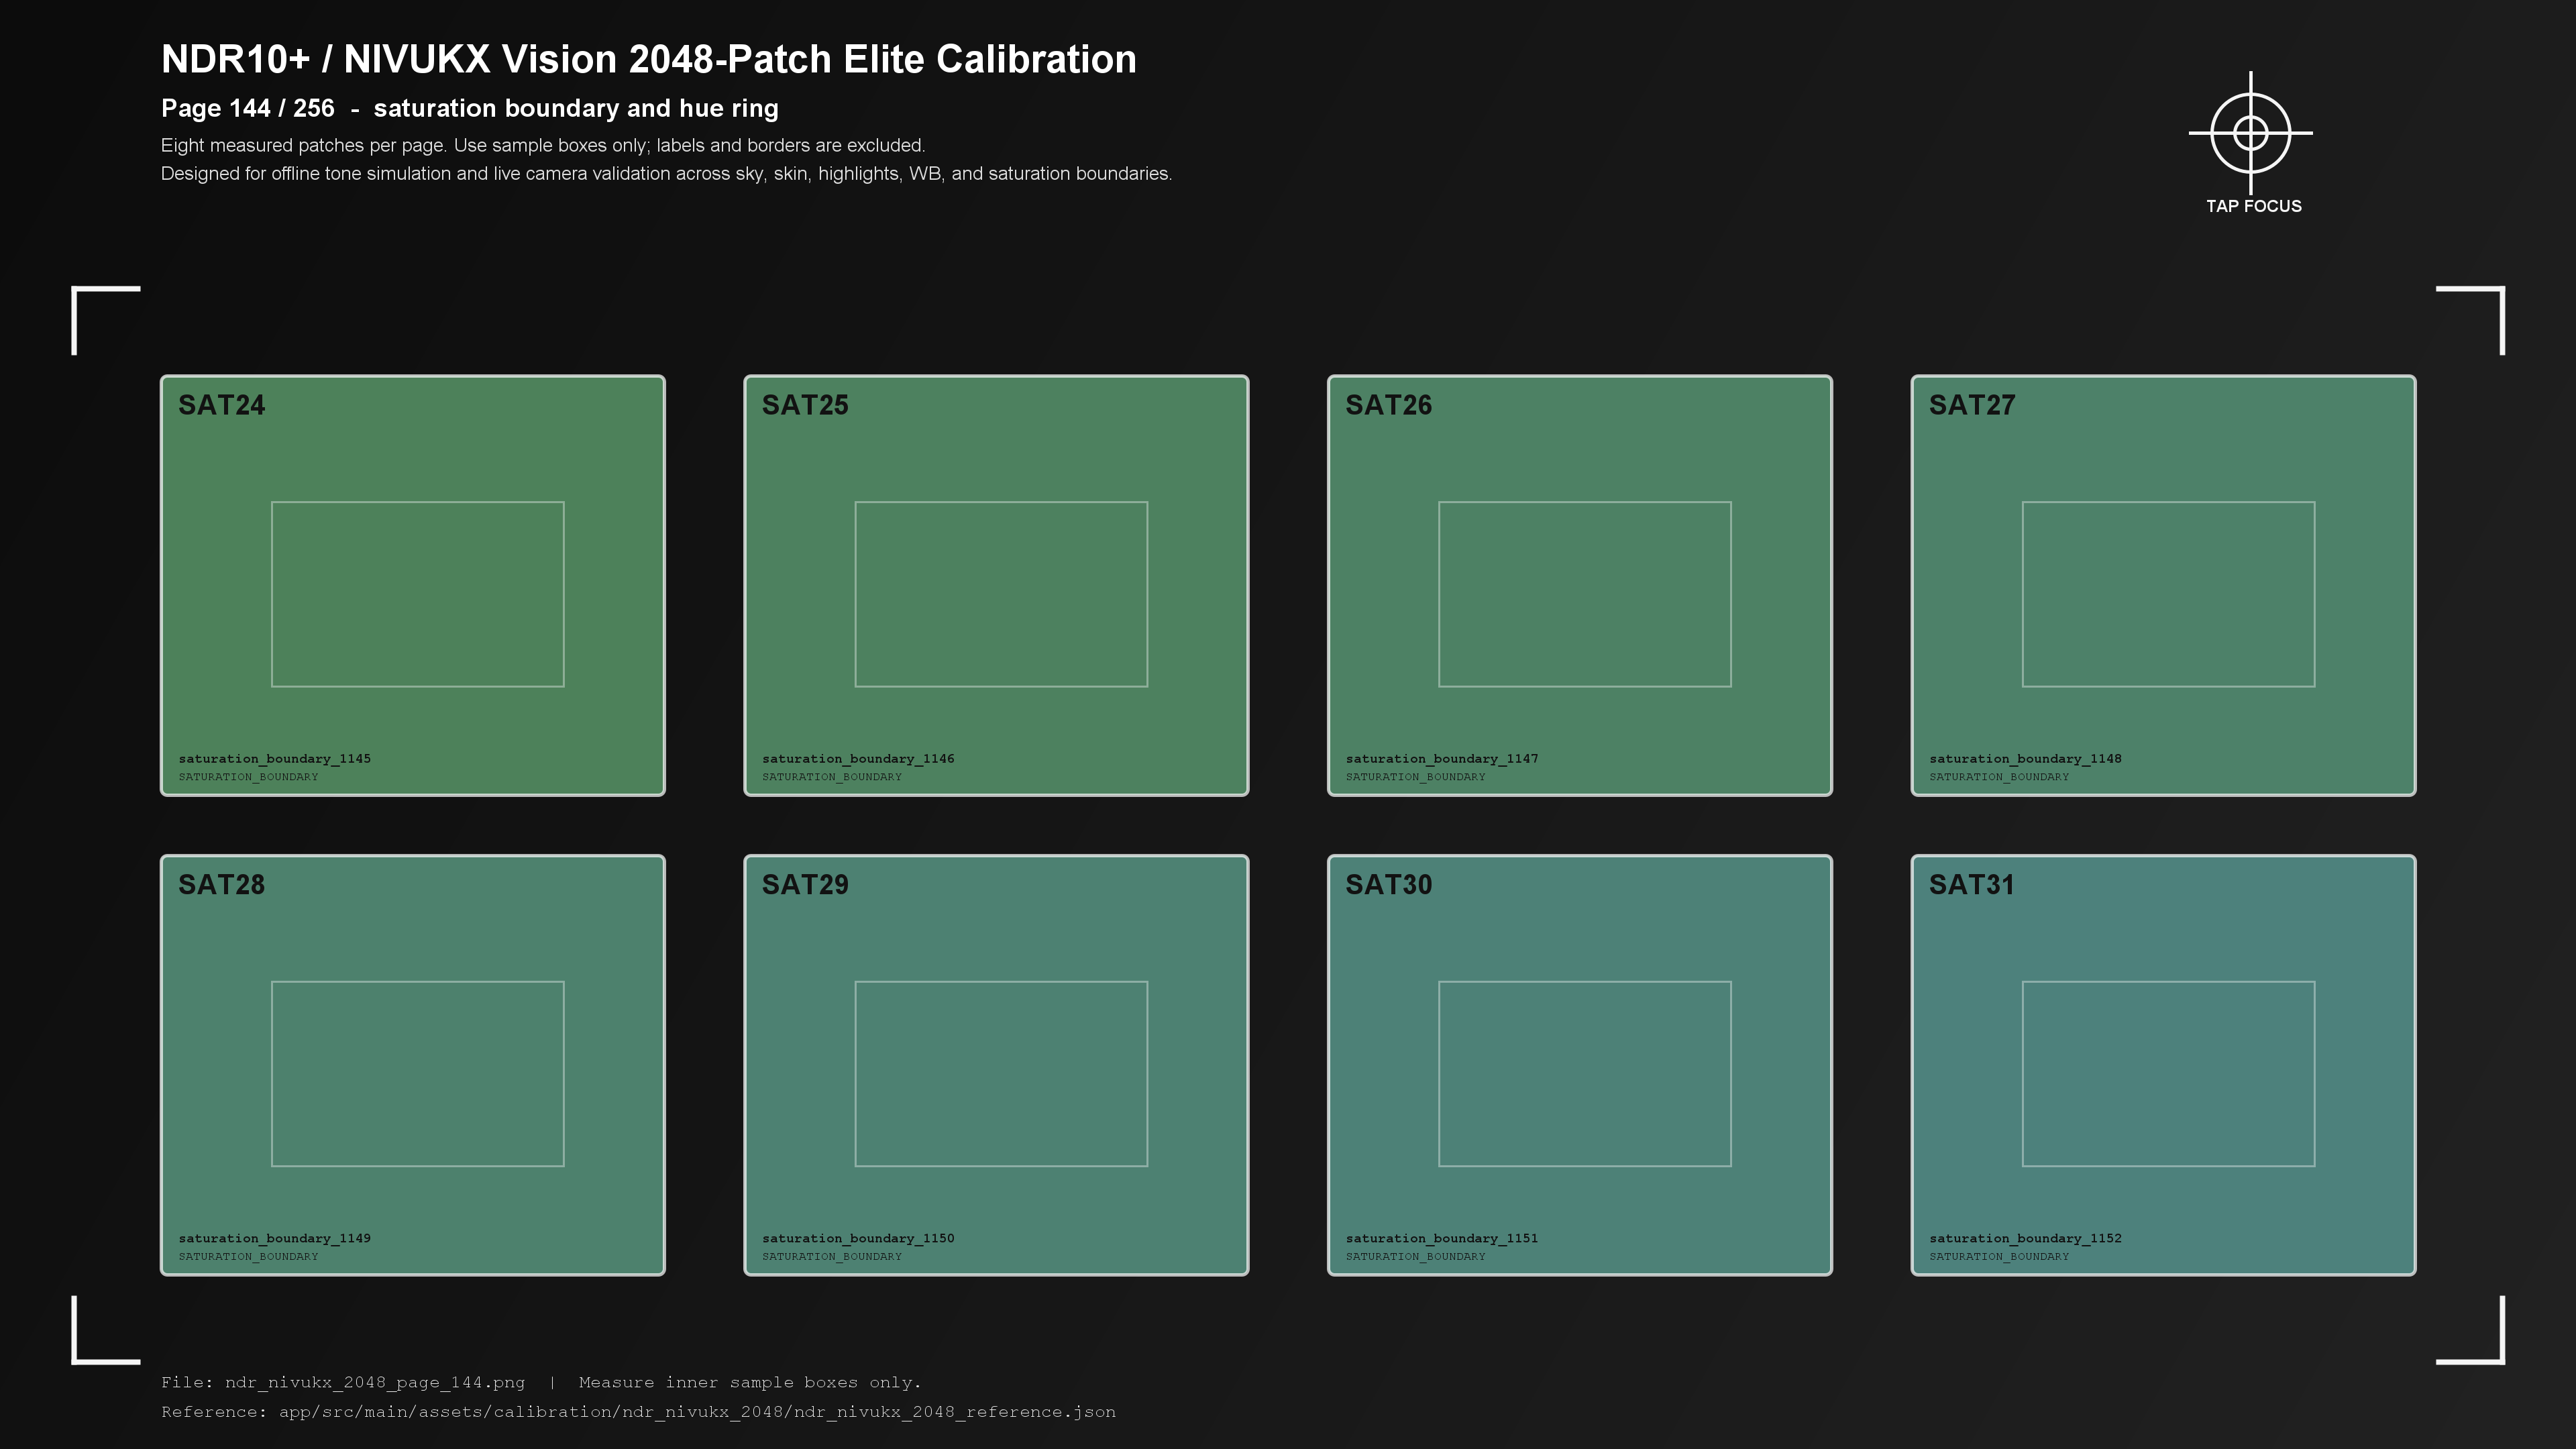 NDR10+ / NIVUKX Vision 2048-Patch Elite Calibration
Page 144 / 256 - saturation boundary and hue ring
Eight measured patches per page. Use sample boxes only; labels and borders are excluded.
Designed for offline tone simulation and live camera validation across sky, skin, highlights, WB, and saturation boundaries.
TAP FOCUS
SAT24
saturation_boundary_1145
SATURATION_BOUNDARY
SAT25
saturation_boundary_1146
SATURATION_BOUNDARY
SAT26
saturation_boundary_1147
SATURATION_BOUNDARY
SAT27
saturation_boundary_1148
SATURATION_BOUNDARY
SAT28
saturation_boundary_1149
SATURATION_BOUNDARY
SAT29
saturation_boundary_1150
SATURATION_BOUNDARY
SAT30
saturation_boundary_1151
SATURATION_BOUNDARY
SAT31
saturation_boundary_1152
SATURATION_BOUNDARY
File: ndr_nivukx_2048_page_144.png | Measure inner sample boxes only.
Reference: app/src/main/assets/calibration/ndr_nivukx_2048/ndr_nivukx_2048_reference.json